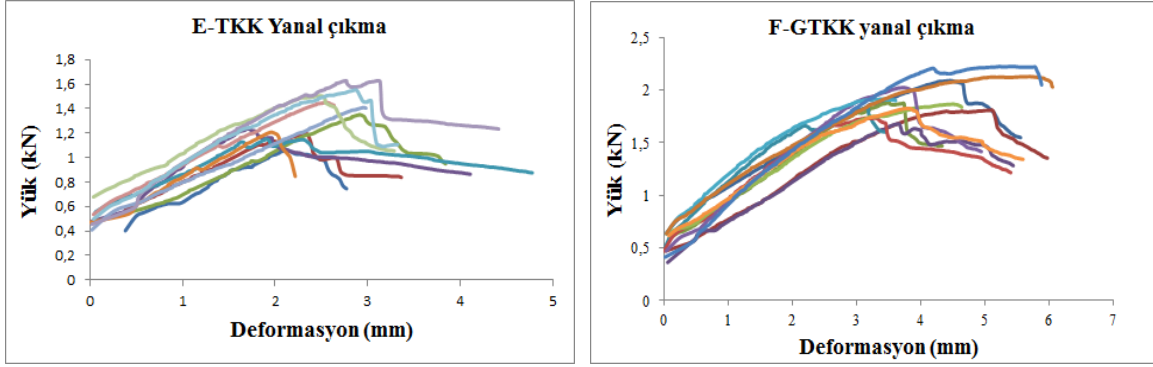 E-TKK Yanal çıkma
1,8
1,6
1,4
1,2
1
0,8
0,6
0,4
0,2
0
0 1 2 3 4 5
Yük (kN)
Deformasyon (mm)
F-GTKK yanal çıkma
2,5
2
1,5
1
0,5
0
0 1 2 3 4 5 6 7
Yük (kN)
Deformasyon (mm)